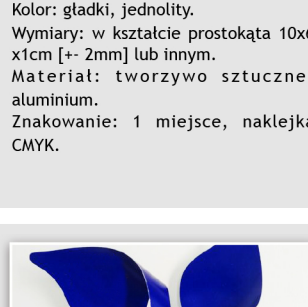 Kolor: gładki, jednolity.
Wymiary: w kształcie prostokąta 10x
x1cm [+- 2mm] lub innym.
Materiał: tworzywo sztuczne
aluminium.
Znakowanie: 1 miejsce, naklejk
CMYK.